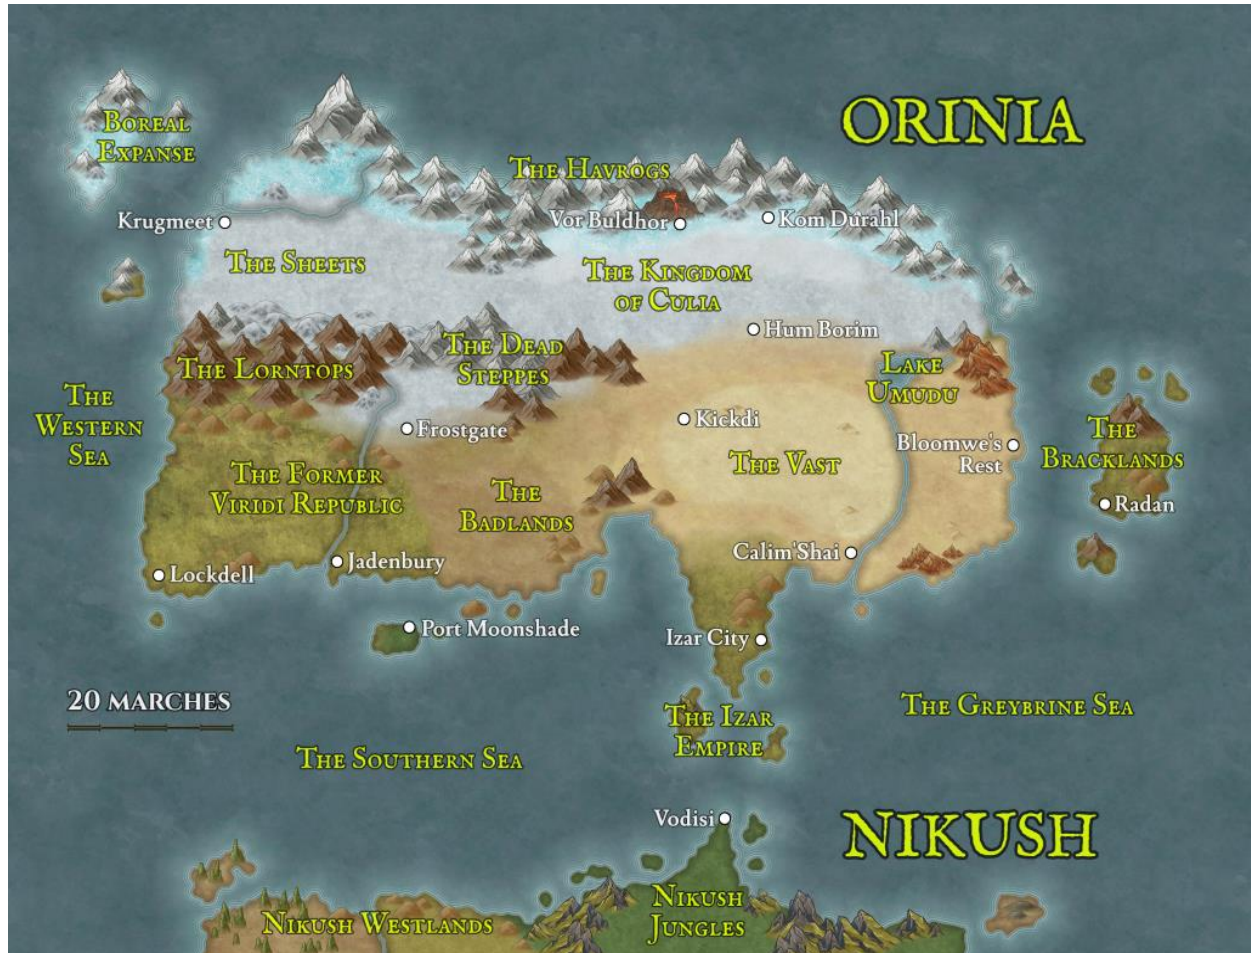 ORINIA
BOREAL
EXPANSE
THE HAVROGS
Krugmeet
Vor Buldhor
Kom Durahl
THE SHEETS
THE KINGDOM
OF CULIA
Hum Borim
THE DEAD
STEPPES
THE LORNTOPS
LAKE
UMUDU
THE
WESTERN
SEA
Frostgate
Kickdi
Bloomwe's
Rest
THE
BRACKLANDS
THE FORMER
VIRIDI REPUBLIC
THE
BADLANDS
THE VAST
Radan
Lockdell
Jadenbury
Calim'Shai
Port Moonshade
Izar City
20 MARCHES
THE IZAR
EMPIRE
THE GREYBRINE SEA
THE SOUTHERN SEA
Vodisi
NIKUSH
NIKUSH WESTLANDS
NIKUSH
JUNGLES